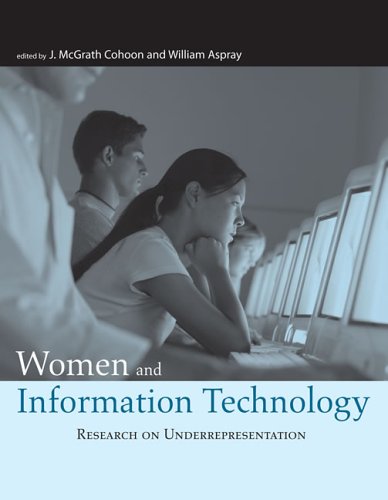 edited by J. McGrath Cohoon and William Aspray
Women and
Information Technology
Research on Underrepresentation